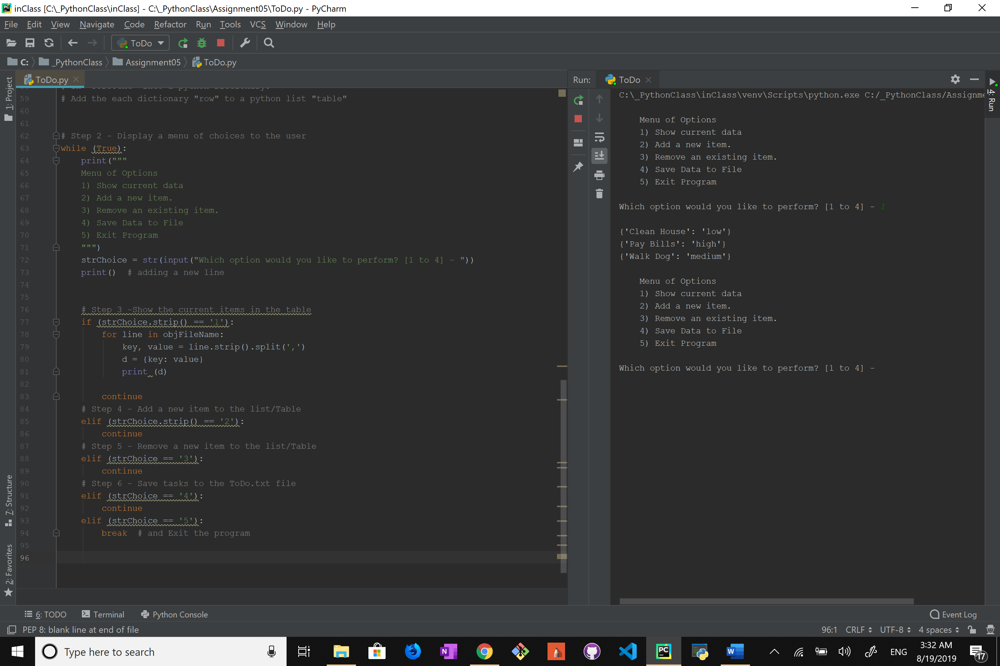 inClass [C:\_PythonClass\inClass] - C:\_PythonClass\Assignment05\ToDo.py - PyCharm
File Edit View Navigate Code Refactor Run Tools VCS Window Help
ToDo
C: _PythonClass Assignment05 ToDo.py
1: Project
ToDo.py
59 # Add the each dictionary "row" to a python list "table"
60
61
62 # Step 2 - Display a menu of choices to the user
63 while (True):
64 print("""
65 Menu of Options
66 1) Show current data
67 2) Add a new item.
68 3) Remove an existing item.
69 4) Save Data to File
70 5) Exit Program
71 """)
72 strChoice = str(input("Which option would you like to perform? [1 to 4] - "))
73 print() # adding a new line
74
75
76 # Step 3 -Show the current items in the table
77 if (strChoice.strip() == '1'):
78 for line in objFileName:
79 key, value = line.strip().split(',')
80 d = {key: value}
81 print (d)
82
83 continue
84 # Step 4 - Add a new item to the list/Table
85 elif (strChoice.strip() == '2'):
86 continue
87 # Step 5 - Remove a new item to the list/Table
88 elif (strChoice == '3'):
89 continue
90 # Step 6 - Save tasks to the ToDo.txt file
91 elif (strChoice == '4'):
92 continue
93 elif (strChoice == '5'):
94 break # and Exit the program
95
96
7: Structure
2: Favorites
Run: ToDo
4: Run
C:\_PythonClass\inClass\venv\Scripts\python.exe C:/_PythonClass/Assignme
Menu of Options
1) Show current data
2) Add a new item.
3) Remove an existing item.
4) Save Data to File
5) Exit Program
Which option would you like to perform? [1 to 4] - 1
{'Clean House': 'low'}
{'Pay Bills': 'high'}
{'Walk Dog': 'medium'}
Menu of Options
1) Show current data
2) Add a new item.
3) Remove an existing item.
4) Save Data to File
5) Exit Program
Which option would you like to perform? [1 to 4] -
6: TODO Terminal Python Console Event Log
PEP 8: blank line at end of file 96:1 CRLF UTF-8 4 spaces
Type here to search
ENG
3:32 AM
8/19/2019
17